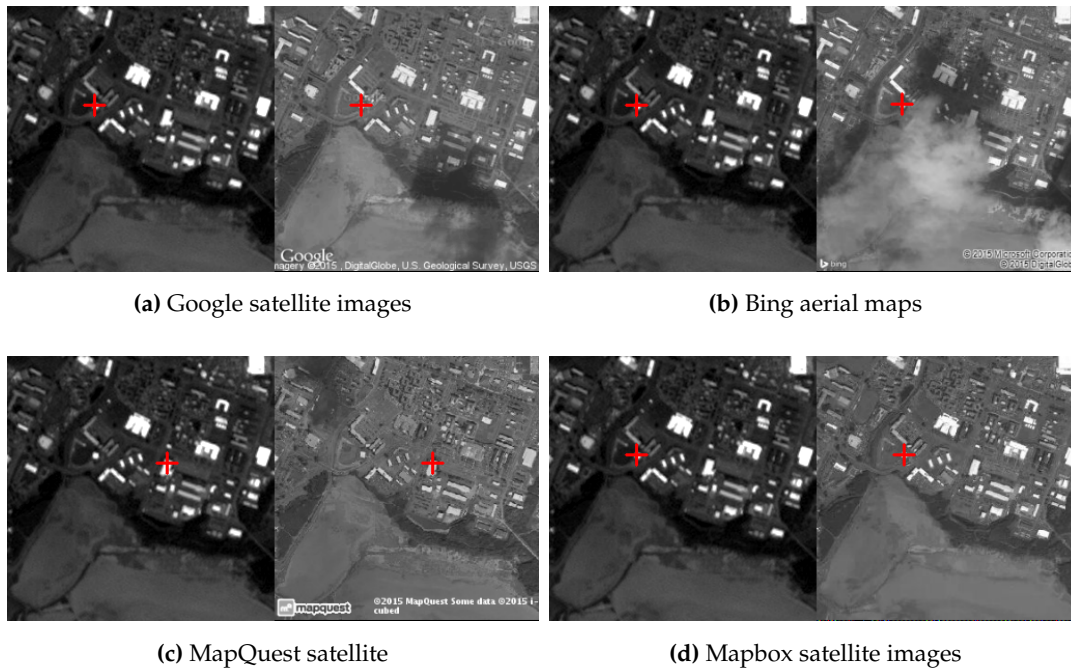 Google
nagery ©2015 , DigitalGlobe, U.S. Geological Survey, USGS
bing
© 2015 Microsoft Corporatio
© 2015 DigitalGlob
(a) Google satellite images
(b) Bing aerial maps
mapquest
©2015 MapQuest Some data ©2015 i-
cubed
(c) MapQuest satellite
(d) Mapbox satellite images